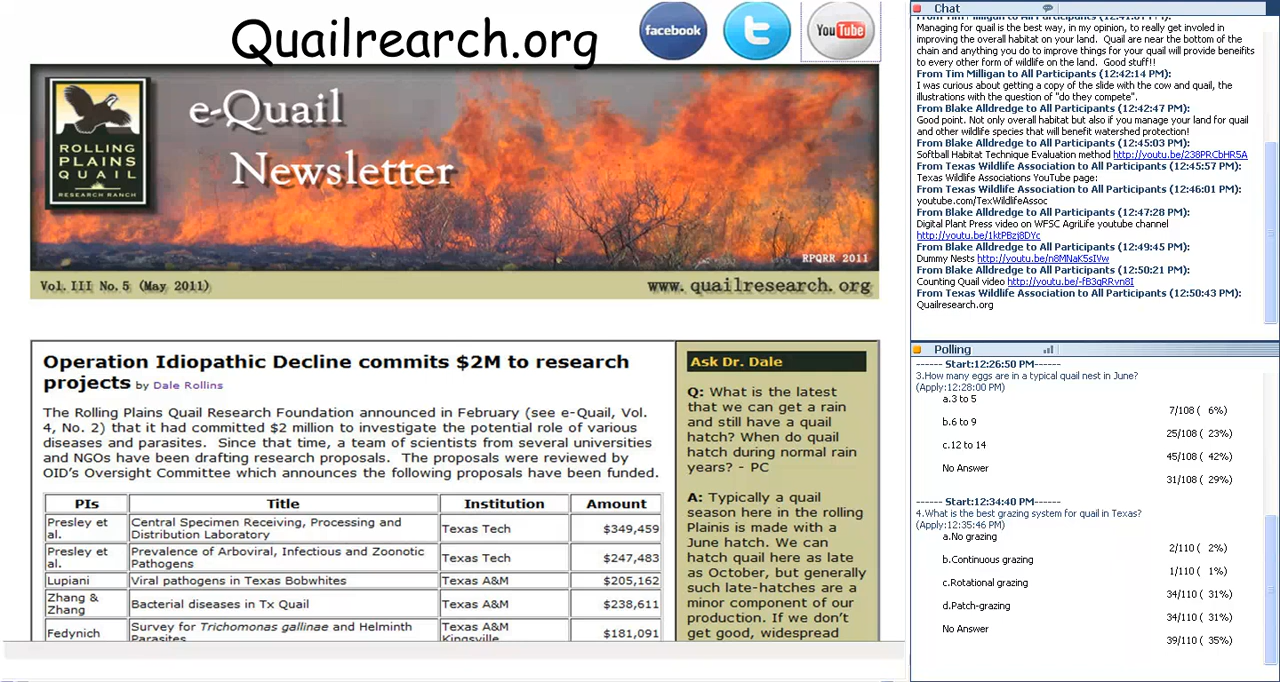 Quailrearch.org
facebook
t
You Tube
ROLLING
PLAINS
QUAIL
RESEARCH RANCH
e-Quail
Newsletter
RPQRR 2011
Vol.III No.5 (May 2011)
www.quailresearch.org
Operation Idiopathic Decline commits $2M to research
projects by Dale Rollins
The Rolling Plains Quail Research Foundation announced in February (see e-Quail, Vol.
4, No. 2) that it had committed $2 million to investigate the potential role of various
diseases and parasites. Since that time, a team of scientists from several universities
and NGOs have been drafting research proposals. The proposals were reviewed by
OID's Oversight Committee which announces the following proposals have been funded.
PIs Title Institution Amount
Presley et al. Central Specimen Receiving, Processing and Distribution Laboratory Texas Tech $349,459
Presley et al. Prevalence of Arboviral, Infectious and Zoonotic Pathogens Texas Tech $247,483
Lupiani Viral pathogens in Texas Bobwhites Texas A&M $205,162
Zhang & Zhang Bacterial diseases in Tx Quail Texas A&M $238,611
Fedynich Survey for Trichomonas gallinae and Helminth Parasites Texas A&M Kingsville $181,091
Ask Dr. Dale
Q: What is the latest
that we can get a rain
and still have a quail
hatch? When do quail
hatch during normal rain
years? - PC
A: Typically a quail
season here in the rolling
Plainis is made with a
June hatch. We can
hatch quail here as late
as October, but generally
such late-hatches are a
minor component of our
production. If we don't
get good, widespread
Chat
From Tim Milligan to All Participants (12:41:01 PM):
Managing for quail is the best way, in my opinion, to really get involed in
improving the overall habitat on your land. Quail are near the bottom of the
chain and anything you do to improve things for your quail will provide beneifits
to every other form of wildlife on the land. Good stuff!!
From Tim Milligan to All Participants (12:42:14 PM):
I was curious about getting a copy of the slide with the cow and quail, the
illustrations with the question of "do they compete".
From Blake Alldredge to All Participants (12:42:47 PM):
Good point. Not only overall habitat but also if you manage your land for quail
and other wildlife species that will benefit watershed protection!
From Blake Alldredge to All Participants (12:45:03 PM):
Softball Habitat Technique Evaluation method http://youtu.be/238PRCbHR5A
From Texas Wildlife Association to All Participants (12:45:57 PM):
Texas Wildlife Associations YouTube page:
From Texas Wildlife Association to All Participants (12:46:01 PM):
youtube.com/TexWildlifeAssoc
From Blake Alldredge to All Participants (12:47:28 PM):
Digital Plant Press video on WFSC AgriLife youtube channel
http://youtu.be/1ktPBzj8DYc
From Blake Alldredge to All Participants (12:49:45 PM):
Dummy Nests http://youtu.be/n8MNaK5sIVw
From Blake Alldredge to All Participants (12:50:21 PM):
Counting Quail video http://youtu.be/-fB3qRRvn8I
From Texas Wildlife Association to All Participants (12:50:43 PM):
Quailresearch.org
Polling
------ Start:12:26:50 PM------
3.How many eggs are in a typical quail nest in June?
(Apply:12:28:00 PM)
a.3 to 5
7/108 ( 6%)
b.6 to 9
25/108 ( 23%)
c.12 to 14
45/108 ( 42%)
No Answer
31/108 ( 29%)
------ Start:12:34:40 PM------
4.What is the best grazing system for quail in Texas?
(Apply:12:35:46 PM)
a.No grazing
2/110 ( 2%)
b.Continuous grazing
1/110 ( 1%)
c.Rotational grazing
34/110 ( 31%)
d.Patch-grazing
34/110 ( 31%)
No Answer
39/110 ( 35%)